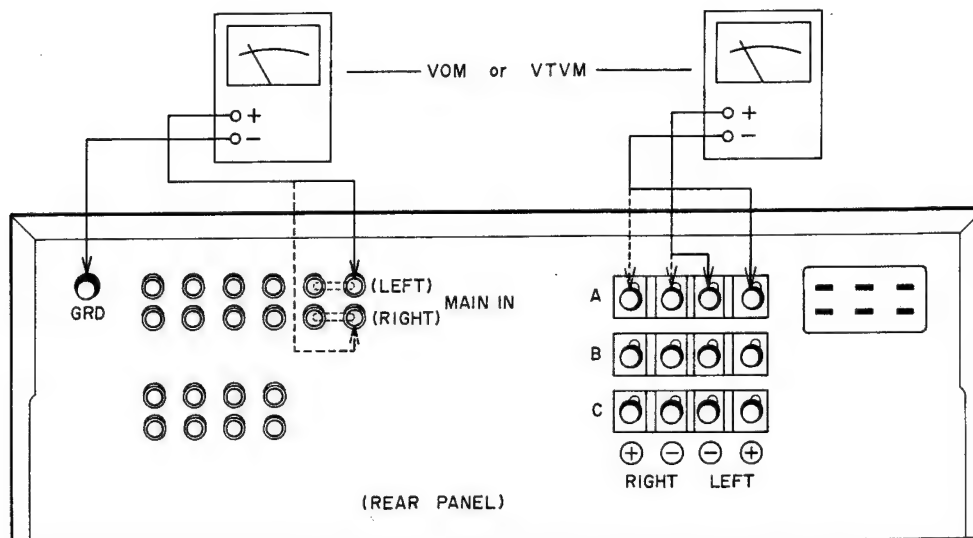 VOM or VTVM
+
−
+
−
GRD
(LEFT)
MAIN IN
(RIGHT)
A
B
C
+ − − +
RIGHT LEFT
(REAR PANEL)